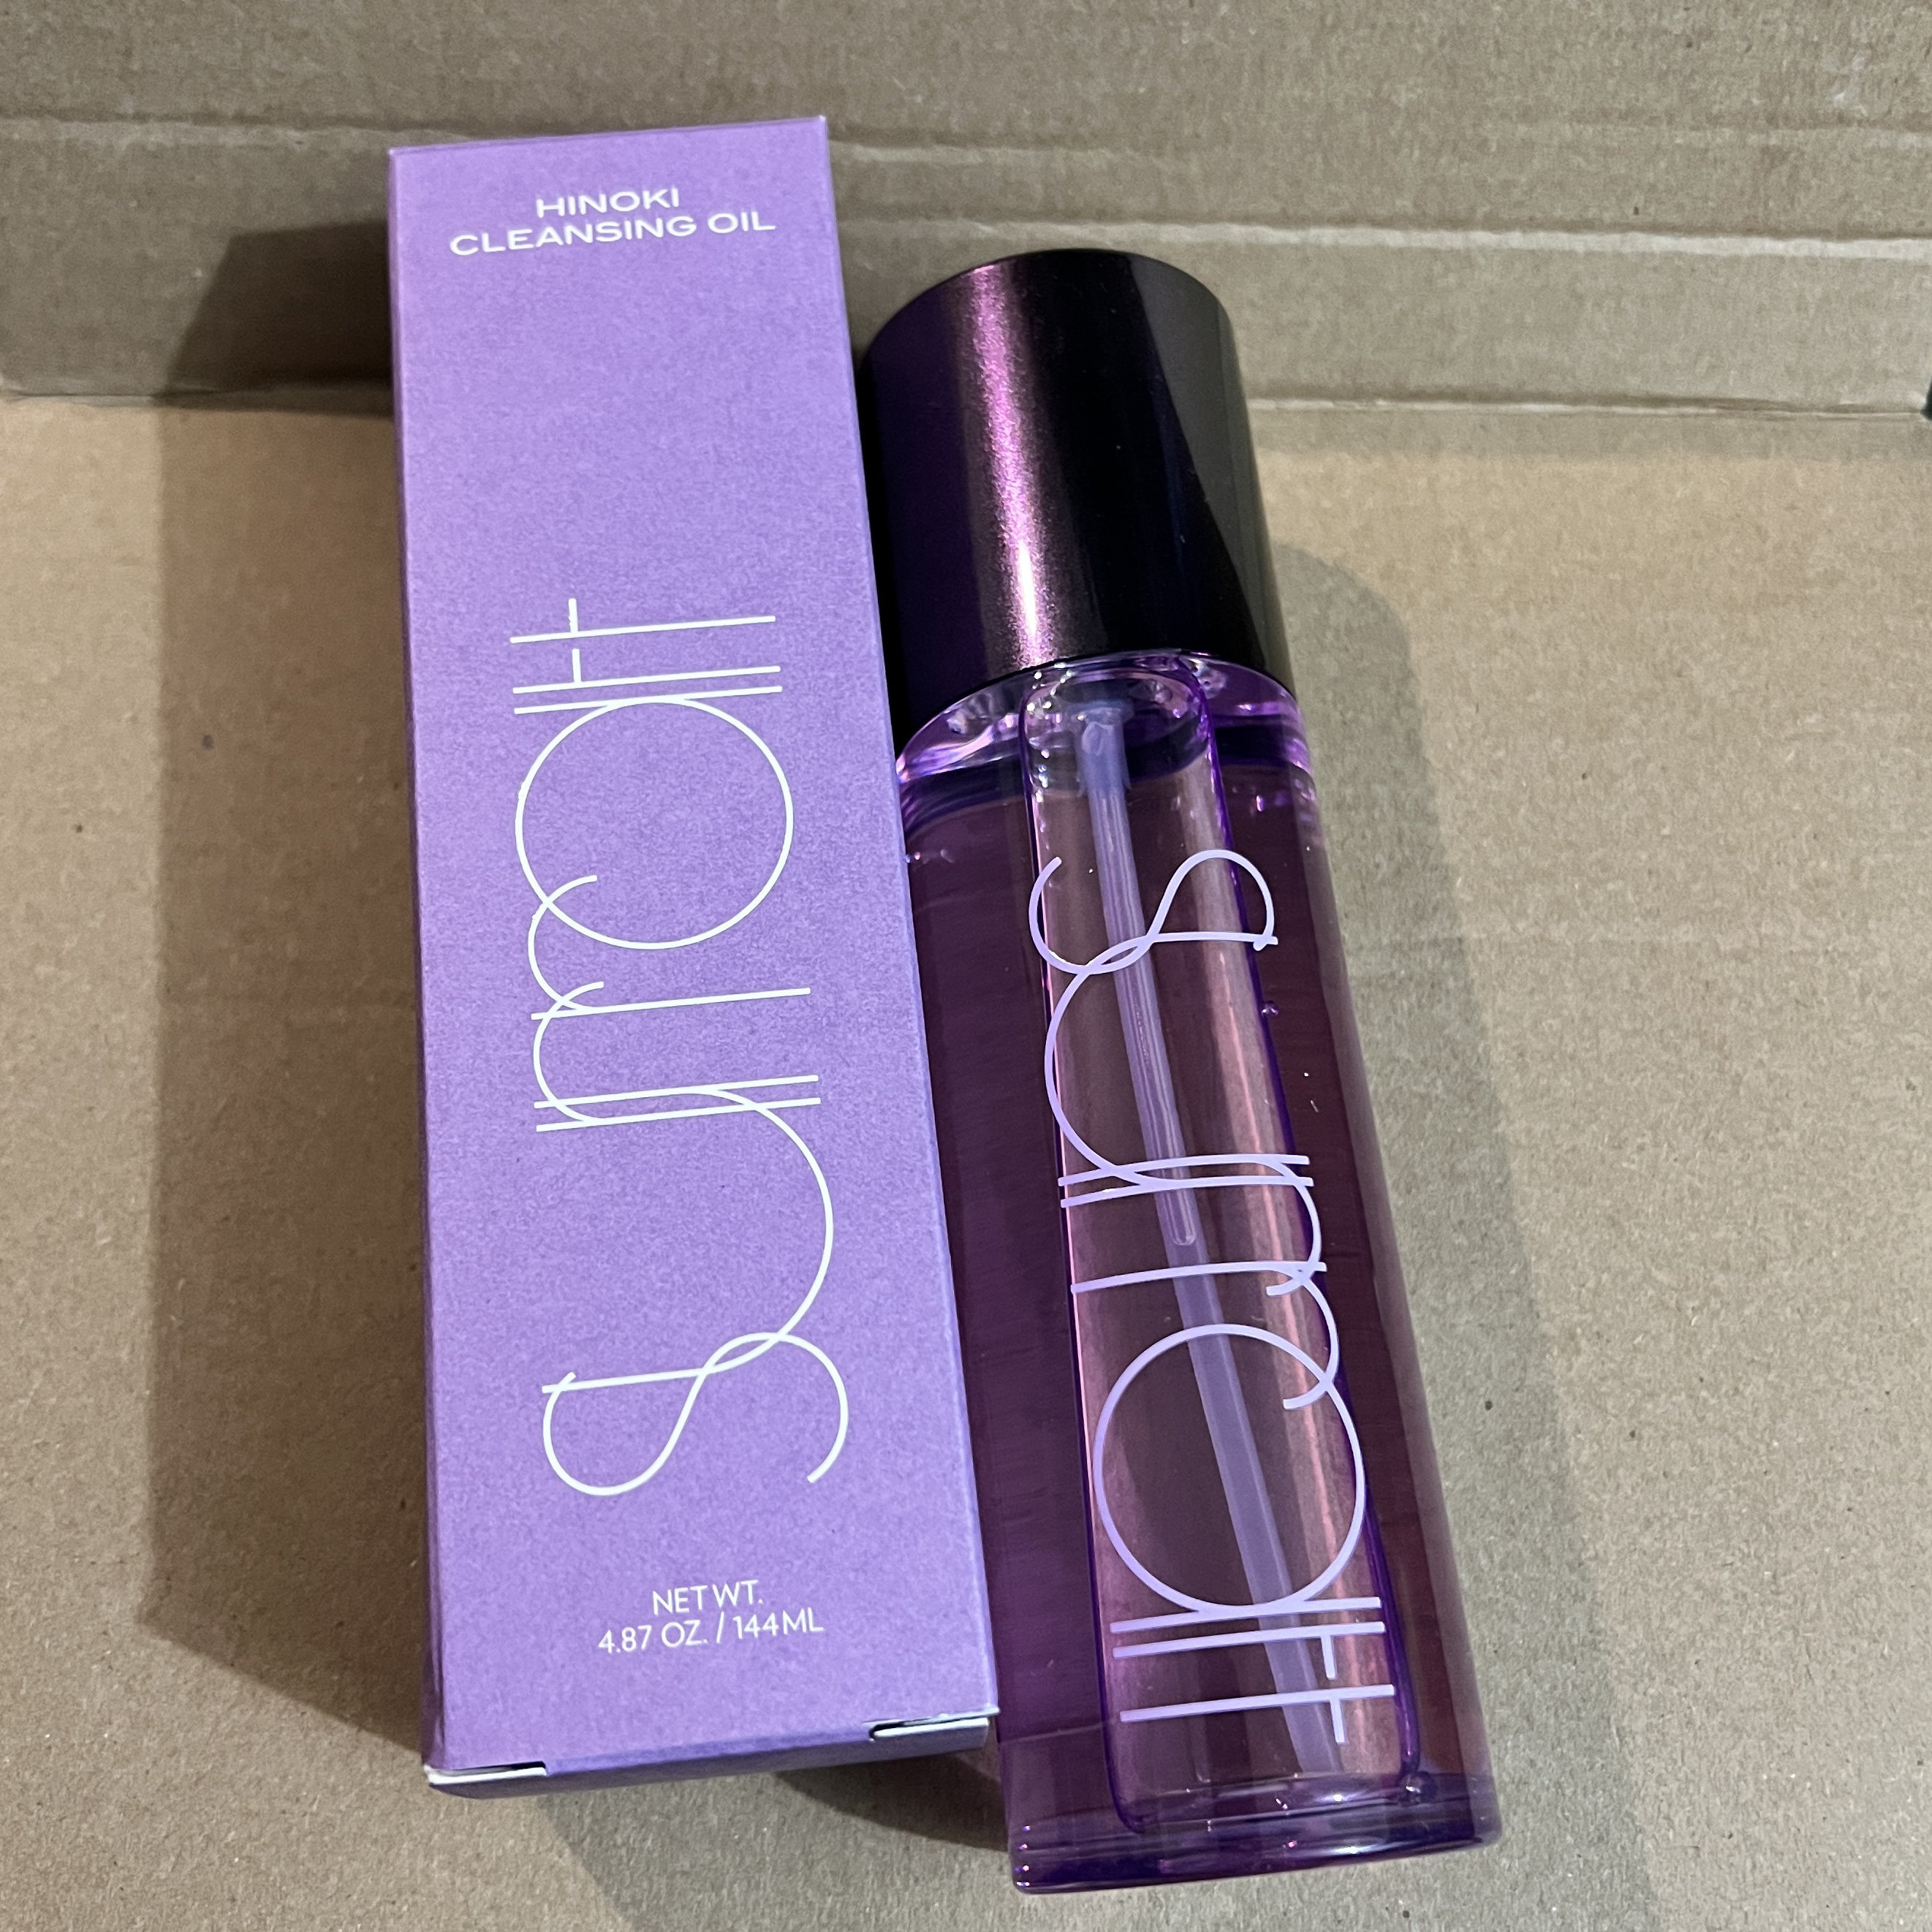 HINOKI
CLEANSING OIL
surratt
NET WT.
4.87 OZ. / 144ML
surratt